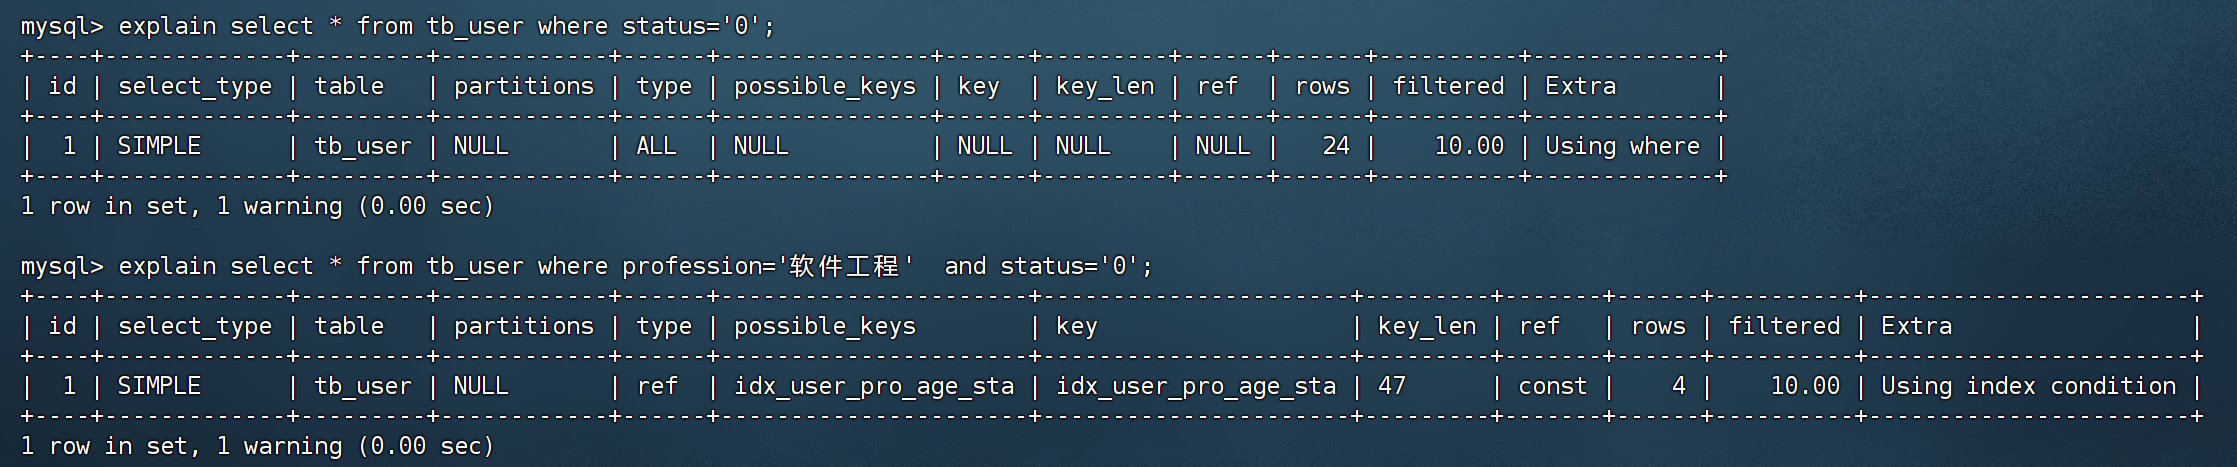 mysql> explain select * from tb_user where status='0';
+----+-------------+---------+------------+------+---------------+------+---------+------+------+----------+-------------+
| id | select_type | table   | partitions | type | possible_keys | key  | key_len | ref  | rows | filtered | Extra       |
+----+-------------+---------+------------+------+---------------+------+---------+------+------+----------+-------------+
|  1 | SIMPLE      | tb_user | NULL       | ALL  | NULL          | NULL | NULL    | NULL |   24 |    10.00 | Using where |
+----+-------------+---------+------------+------+---------------+------+---------+------+------+----------+-------------+
1 row in set, 1 warning (0.00 sec)

mysql> explain select * from tb_user where profession='软件工程'  and status='0';
+----+-------------+---------+------------+------+----------------------+----------------------+---------+-------+------+----------+-----------------------+
| id | select_type | table   | partitions | type | possible_keys        | key                  | key_len | ref   | rows | filtered | Extra                 |
+----+-------------+---------+------------+------+----------------------+----------------------+---------+-------+------+----------+-----------------------+
|  1 | SIMPLE      | tb_user | NULL       | ref  | idx_user_pro_age_sta | idx_user_pro_age_sta | 47      | const |    4 |    10.00 | Using index condition |
+----+-------------+---------+------------+------+----------------------+----------------------+---------+-------+------+----------+-----------------------+
1 row in set, 1 warning (0.00 sec)